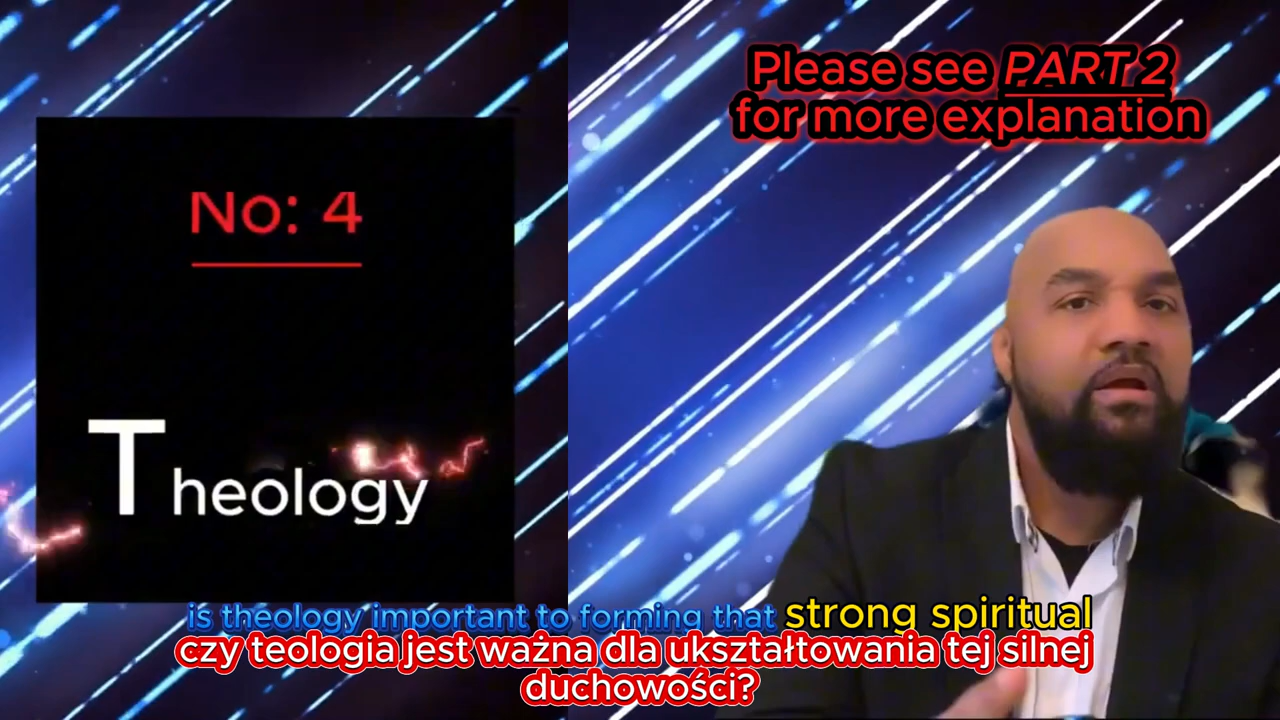 No: 4
Theology
Please see PART 2
for more explanation
is theology important to forming that strong spiritual
czy teologia jest ważna dla ukształtowania tej silnej
duchowości?